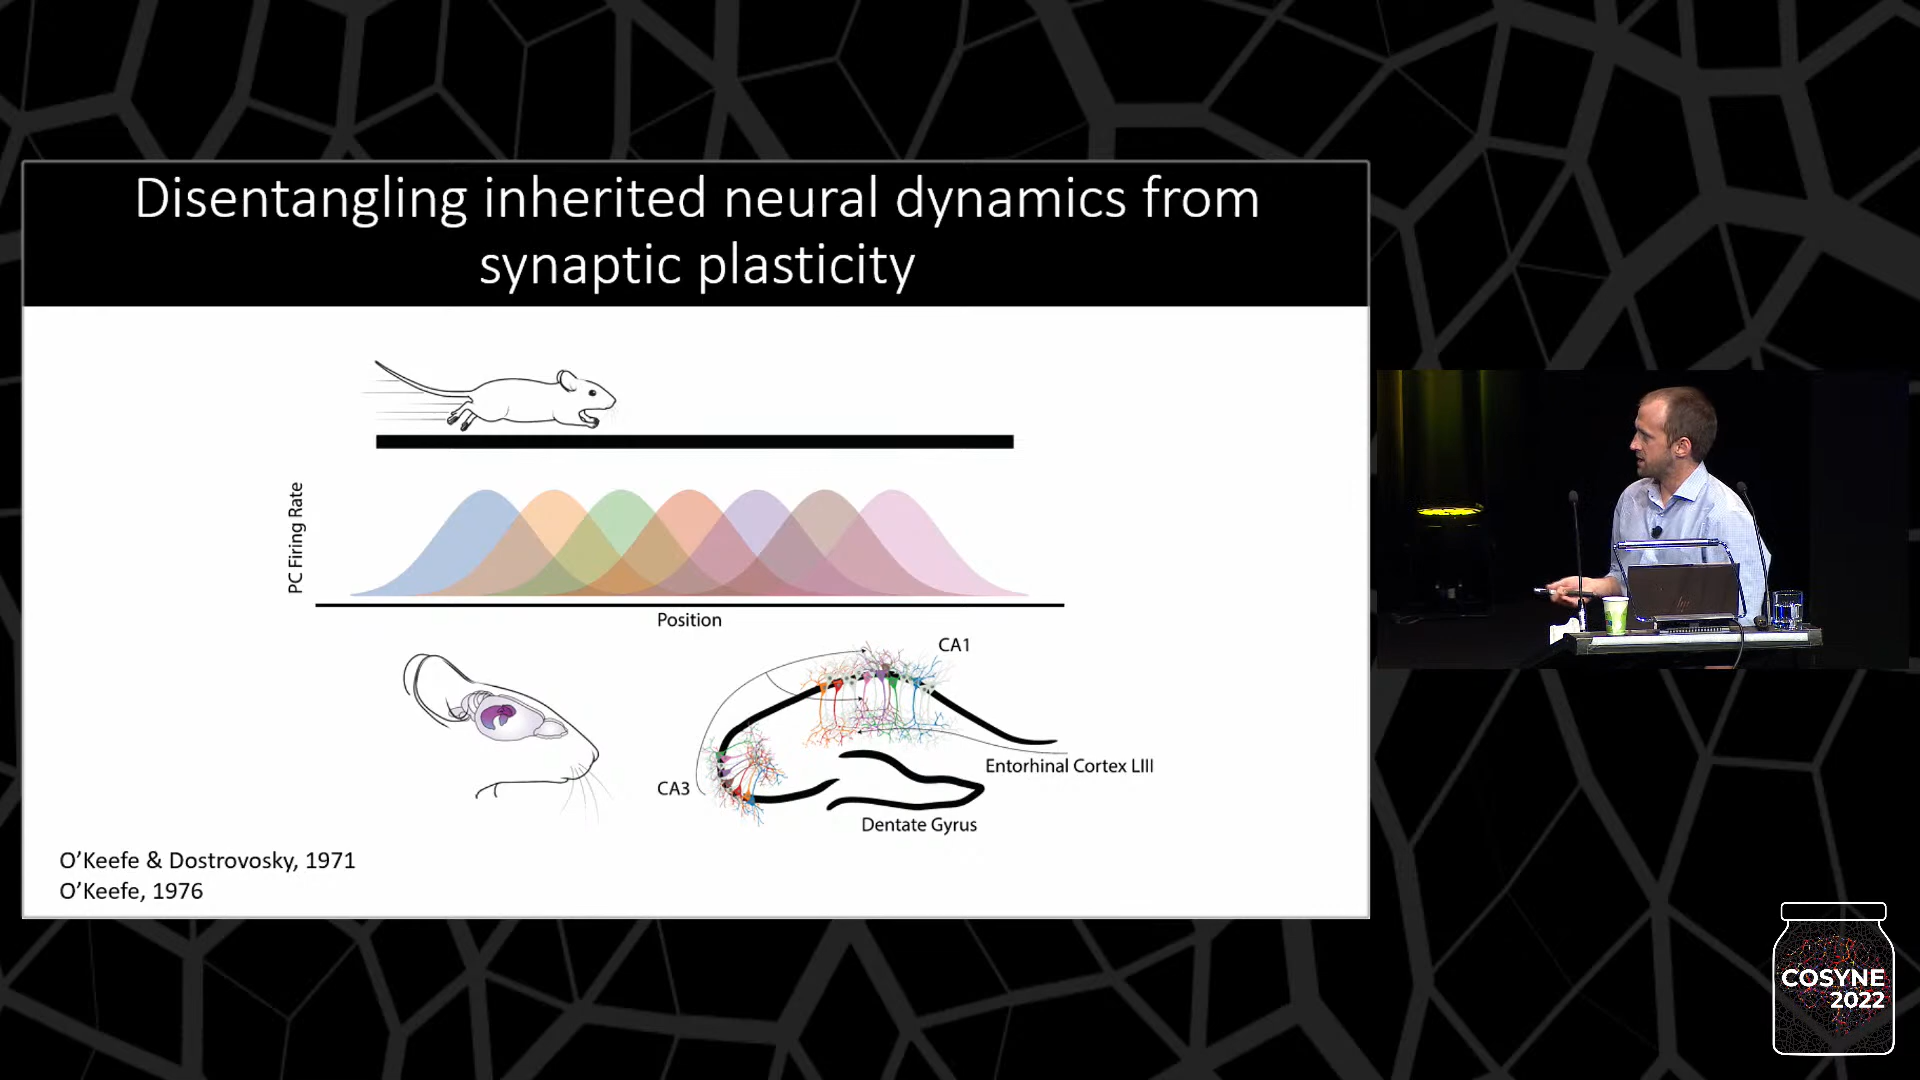 Disentangling inherited neural dynamics from
synaptic plasticity
PC Firing Rate
Position
CA1
CA3
Entorhinal Cortex LIII
Dentate Gyrus
O’Keefe & Dostrovosky, 1971
O’Keefe, 1976
COSYNE
2022